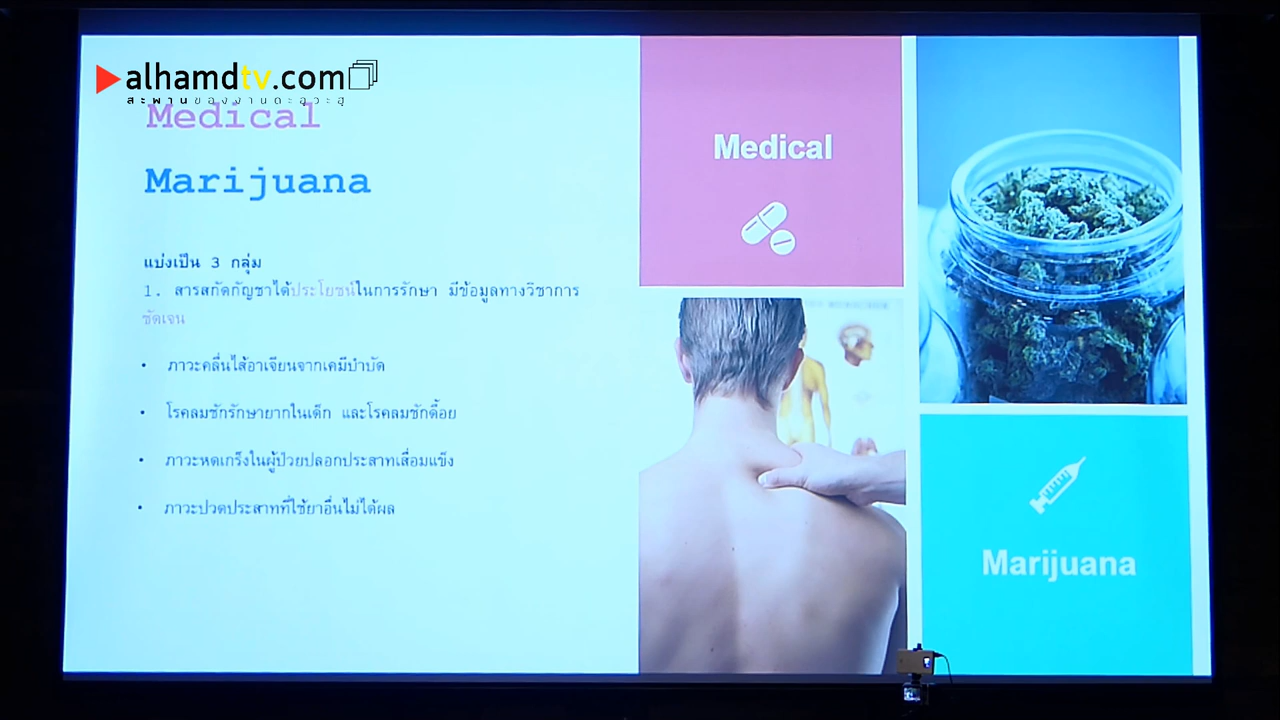 alhamdtv.com
สะพานของงานดะอฺวะฮฺ
Medical
Marijuana
แบ่งเป็น 3 กลุ่ม
1. สารสกัดกัญชาได้ประโยชน์ในการรักษา มีข้อมูลทางวิชาการ
ชัดเจน
• ภาวะคลื่นไส้อาเจียนจากเคมีบำบัด
• โรคลมชักรักษายากในเด็ก และโรคลมชักดื้อย
• ภาวะหดเกร็งในผู้ป่วยปลอกประสาทเสื่อมแข็ง
• ภาวะปวดประสาทที่ใช้ยาอื่นไม่ได้ผล
Medical
Marijuana